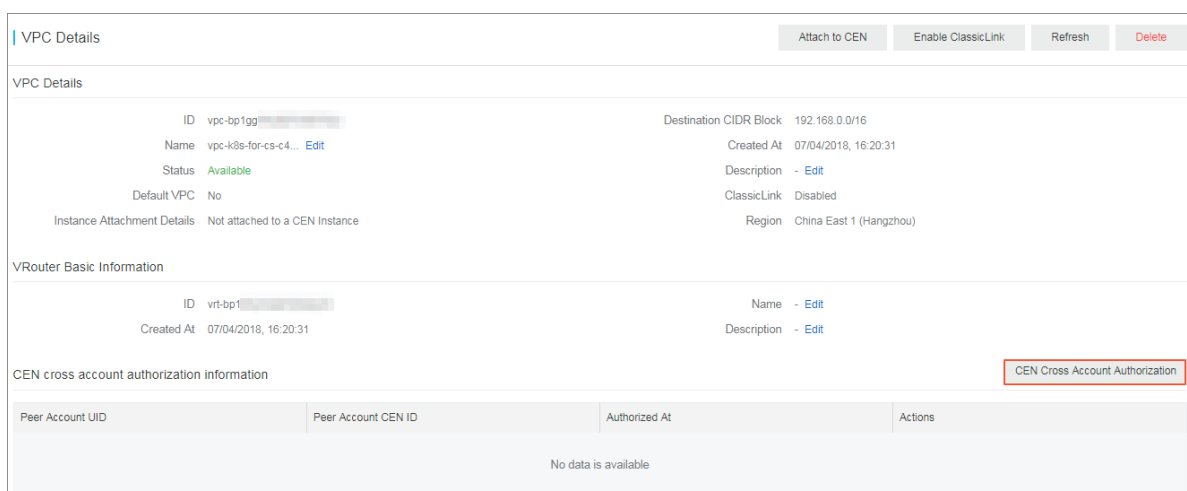 VPC Details
Attach to CEN Enable ClassicLink Refresh Delete
VPC Details
ID vpc-bp1gg Destination CIDR Block 192.168.0.0/16
Name vpc-k8s-for-cs-c4... Edit Created At 07/04/2018, 16:20:31
Status Available Description - Edit
Default VPC No ClassicLink Disabled
Instance Attachment Details Not attached to a CEN Instance Region China East 1 (Hangzhou)
VRouter Basic Information
ID vrt-bp1 Name - Edit
Created At 07/04/2018, 16:20:31 Description - Edit
CEN cross account authorization information CEN Cross Account Authorization
Peer Account UID Peer Account CEN ID Authorized At Actions
No data is available